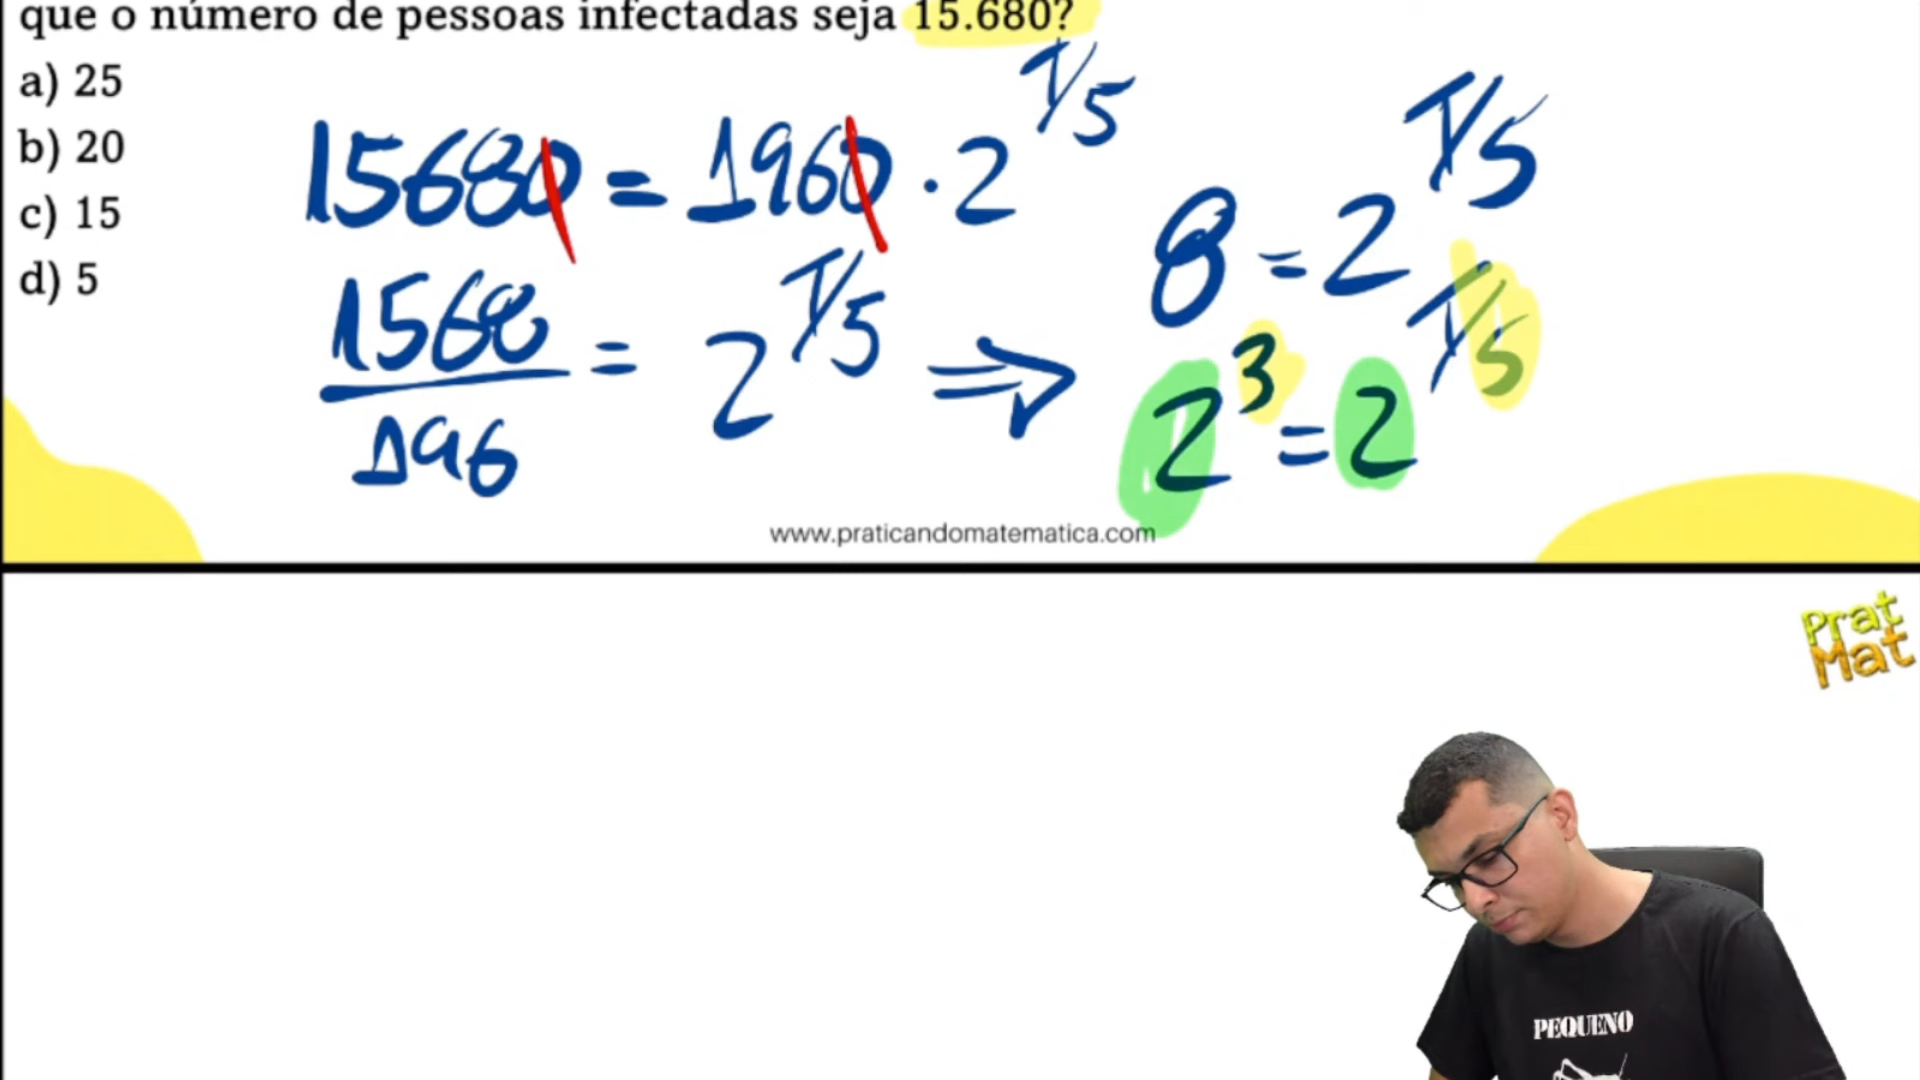 que o número de pessoas infectadas seja 15.680?
a) 25
b) 20
c) 15
d) 5
15680 = 1960 · 2^T/5
1568/196 = 2^T/5 ⇒
8 = 2^T/5
2^3 = 2^T/5
www.praticandomatematica.com
Prat
Mat
PEQUENO